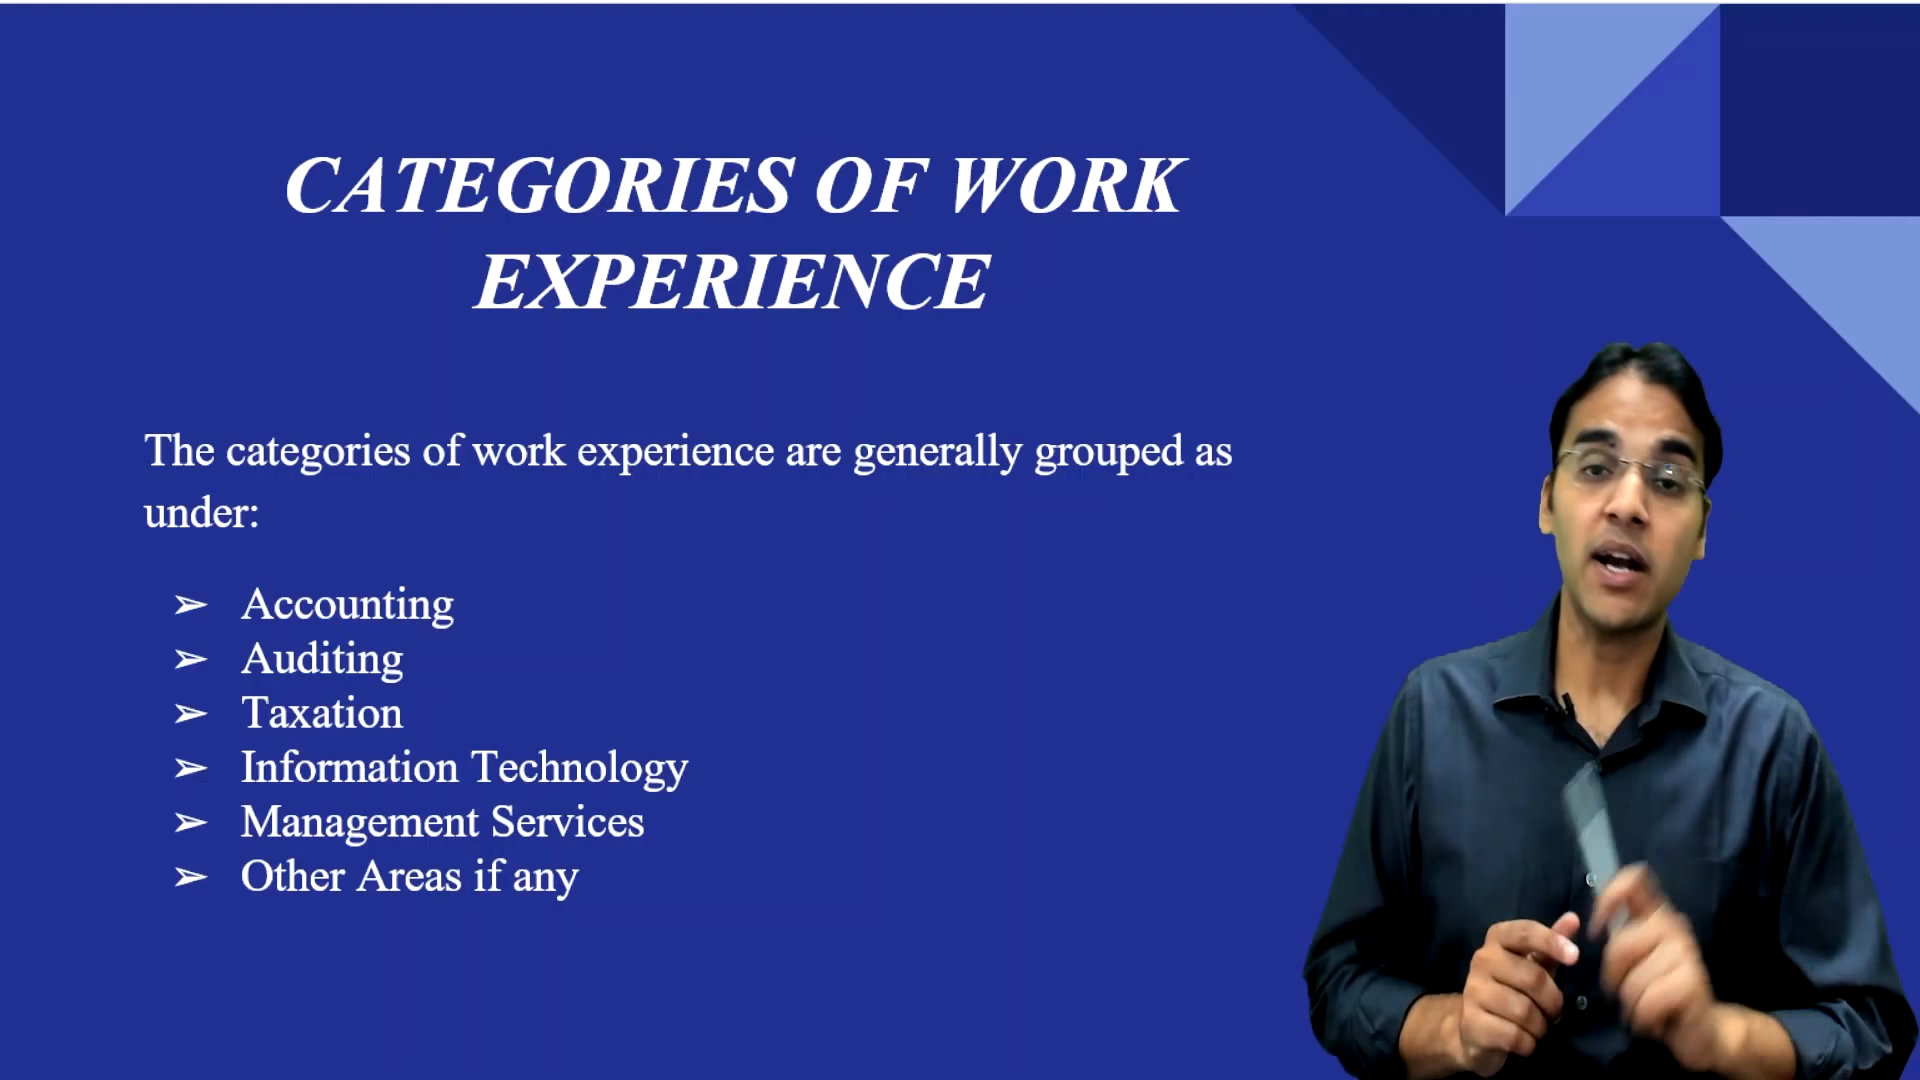 CATEGORIES OF WORK
EXPERIENCE
The categories of work experience are generally grouped as
under:
➢ Accounting
➢ Auditing
➢ Taxation
➢ Information Technology
➢ Management Services
➢ Other Areas if any